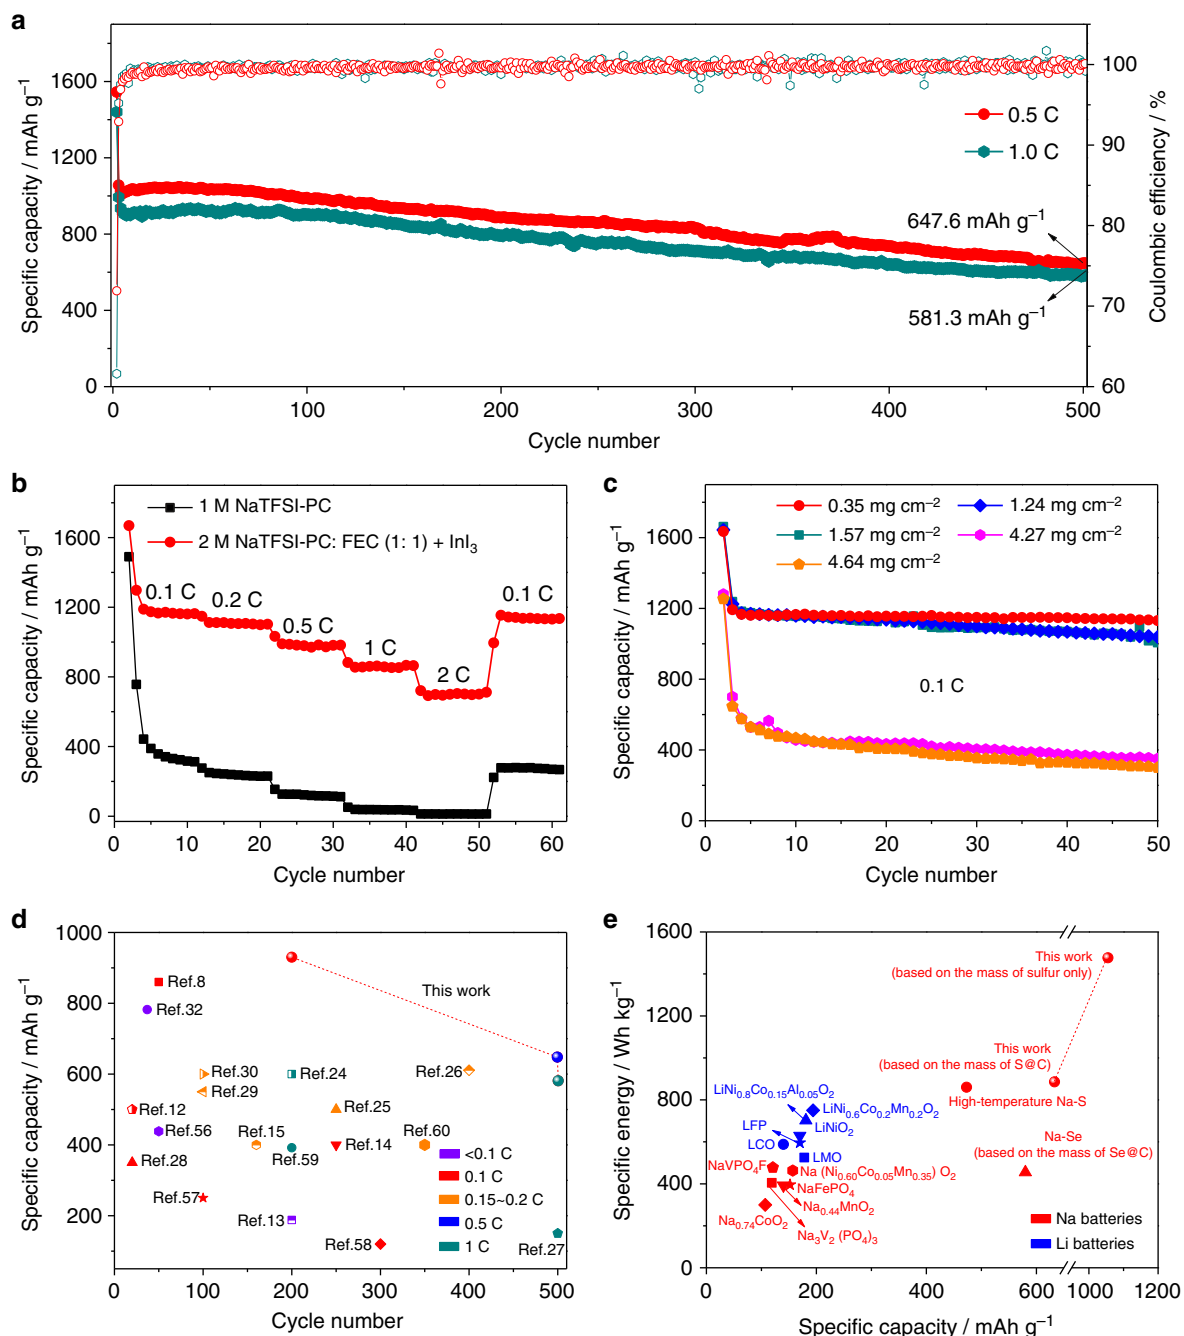 a
1600
1200
800
400
0
Specific capacity / mAh g⁻¹
100
90
80
70
60
Coulombic efficiency / %
0.5 C
1.0 C
647.6 mAh g⁻¹
581.3 mAh g⁻¹
0 100 200 300 400 500
Cycle number
b
1600
1200
800
400
0
Specific capacity / mAh g⁻¹
1 M NaTFSI-PC
2 M NaTFSI-PC: FEC (1: 1) + InI₃
0.1 C
0.2 C
0.5 C
1 C
2 C
0.1 C
0 10 20 30 40 50 60
Cycle number
c
2000
1600
1200
800
400
0
Specific capacity / mAh g⁻¹
0.35 mg cm⁻² 1.24 mg cm⁻²
1.57 mg cm⁻² 4.27 mg cm⁻²
4.64 mg cm⁻²
0.1 C
0 10 20 30 40 50
Cycle number
d
1000
800
600
400
200
Specific capacity / mAh g⁻¹
Ref.8
Ref.32
This work
Ref.30
Ref.29
Ref.24
Ref.26
Ref.12
Ref.25
Ref.56
Ref.15
Ref.59
Ref.14
Ref.60
Ref.28
Ref.57
Ref.13
Ref.58
Ref.27
<0.1 C
0.1 C
0.15~0.2 C
0.5 C
1 C
0 100 200 300 400 500
Cycle number
e
1600
1200
800
400
0
Specific energy / Wh kg⁻¹
This work
(based on the mass of sulfur only)
This work
(based on the mass of S@C)
High-temperature Na-S
LiNi₀.₈Co₀.₁₅Al₀.₀₅O₂
LiNi₀.₆Co₀.₂Mn₀.₂O₂
LFP
LiNiO₂
LCO
LMO
Na-Se
(based on the mass of Se@C)
NaVPO₄F
Na (Ni₀.₆₀Co₀.₀₅Mn₀.₃₅) O₂
NaFePO₄
Na₀.₄₄MnO₂
Na₀.₇₄CoO₂
Na₃V₂ (PO₄)₃
Na batteries
Li batteries
0 200 400 600 1000 1200
Specific capacity / mAh g⁻¹